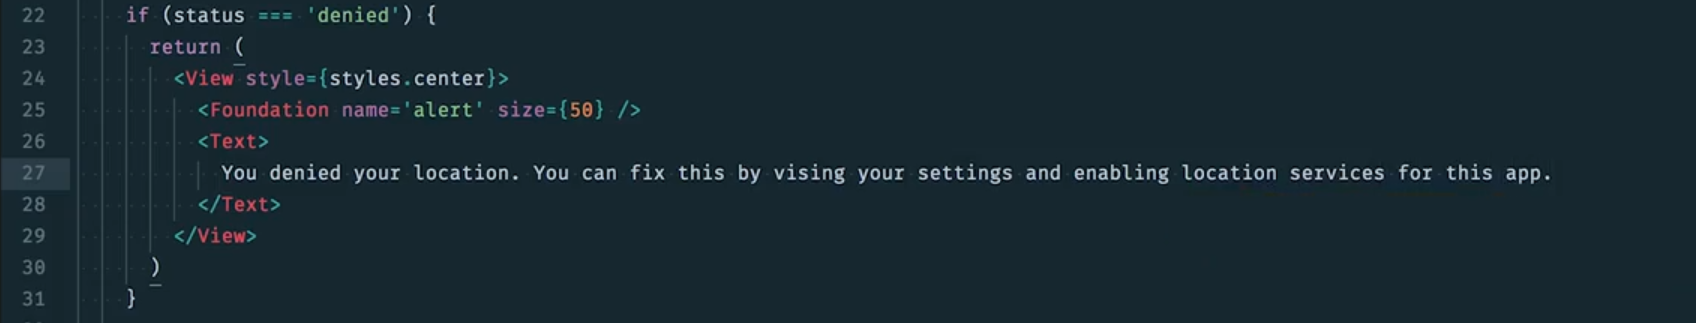 22 if (status === 'denied') {
23 return (
24 <View style={styles.center}>
25 <Foundation name='alert' size={50} />
26 <Text>
27 You denied your location. You can fix this by vising your settings and enabling location services for this app.
28 </Text>
29 </View>
30 )
31 }